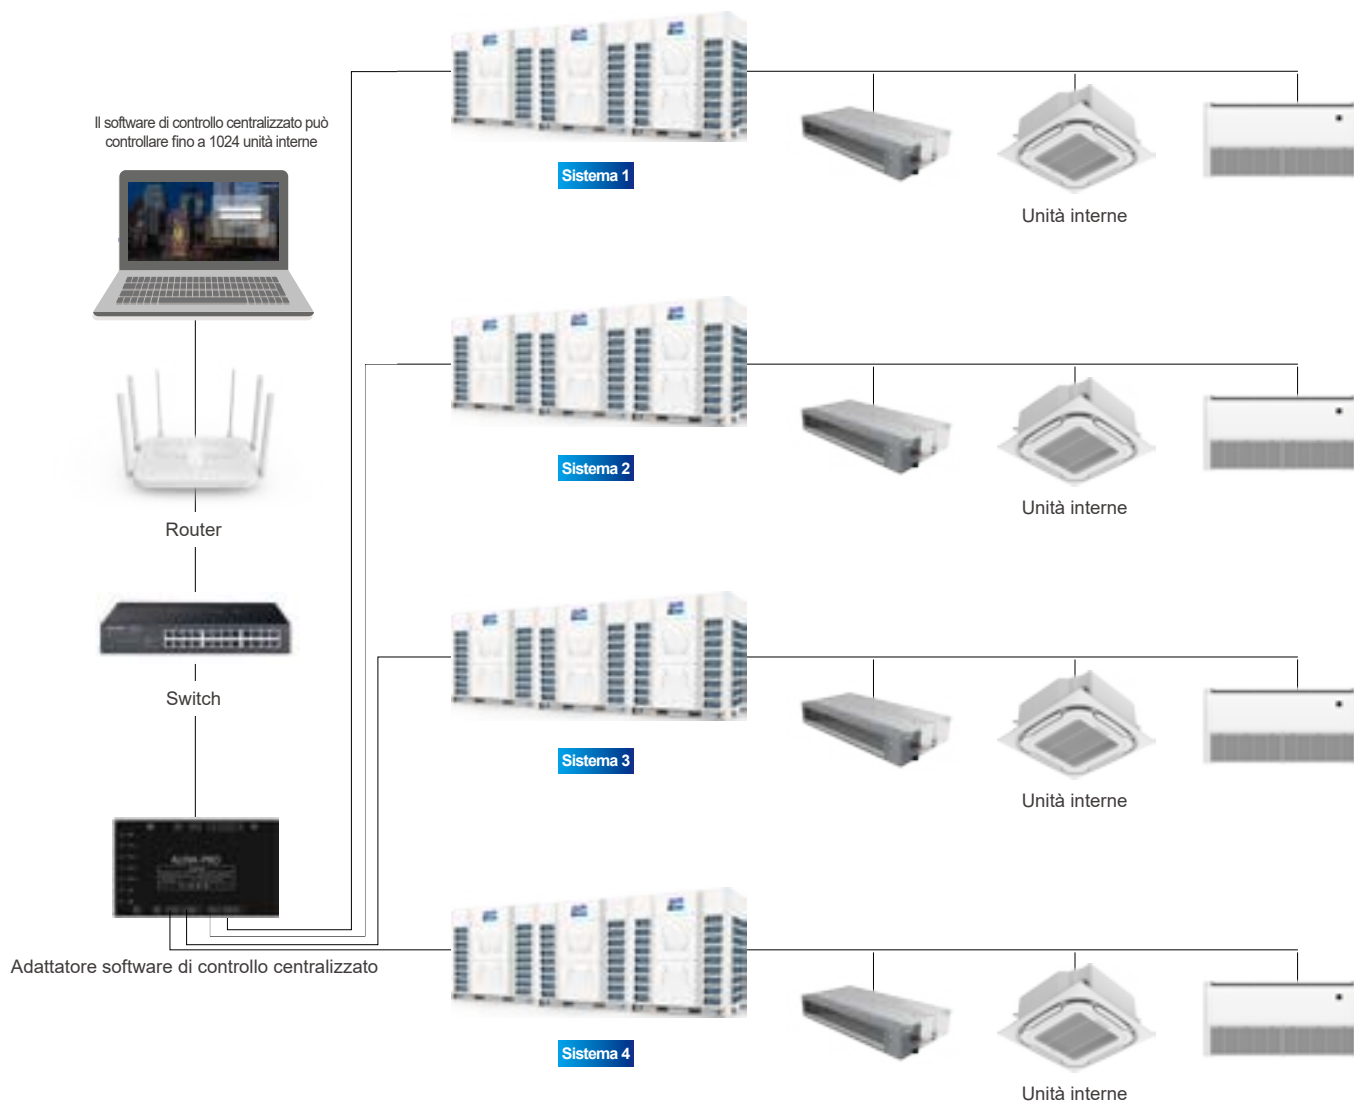 Il software di controllo centralizzato può
controllare fino a 1024 unità interne
Router
Switch
Adattatore software di controllo centralizzato
Sistema 1
Unità interne
Sistema 2
Unità interne
Sistema 3
Unità interne
Sistema 4
Unità interne